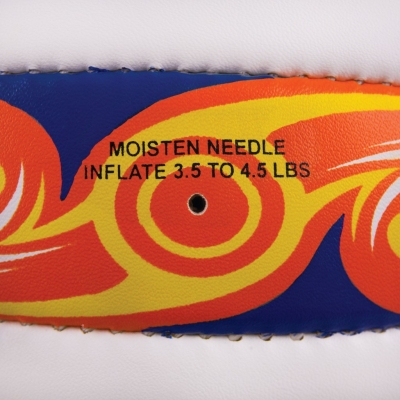 MOISTEN NEEDLE
INFLATE 3.5 TO 4.5 LBS